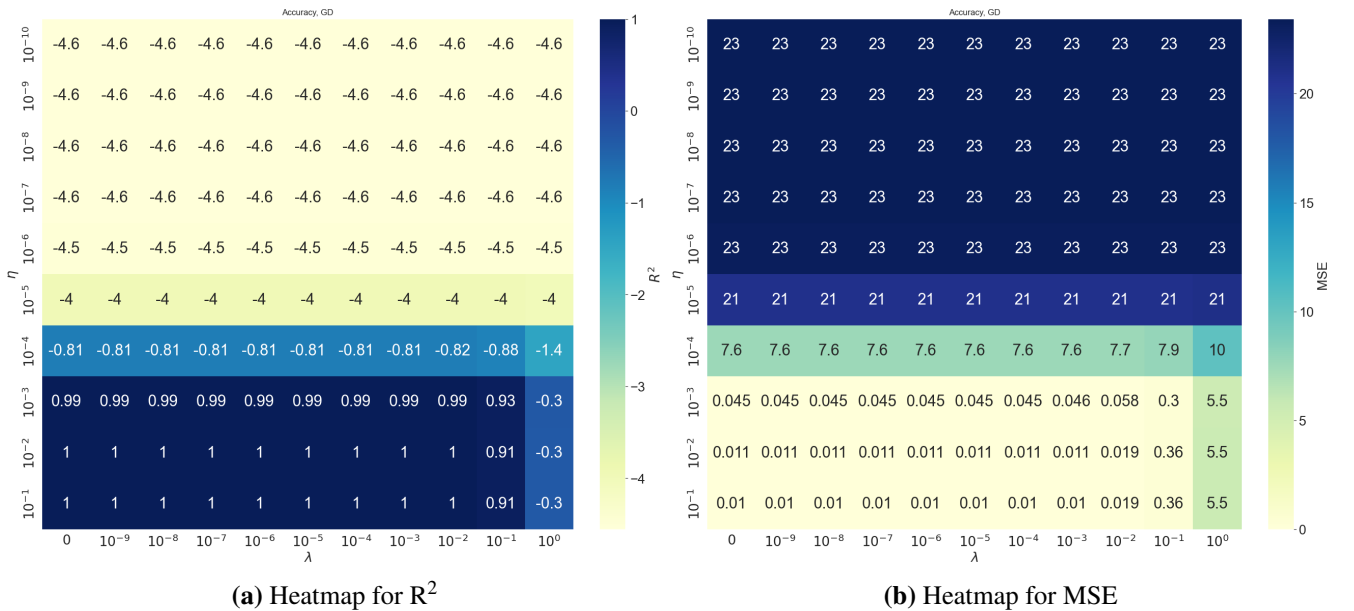 Accuracy, GD
10⁻¹⁰ -4.6 -4.6 -4.6 -4.6 -4.6 -4.6 -4.6 -4.6 -4.6 -4.6 -4.6
10⁻⁹ -4.6 -4.6 -4.6 -4.6 -4.6 -4.6 -4.6 -4.6 -4.6 -4.6 -4.6
10⁻⁸ -4.6 -4.6 -4.6 -4.6 -4.6 -4.6 -4.6 -4.6 -4.6 -4.6 -4.6
10⁻⁷ -4.6 -4.6 -4.6 -4.6 -4.6 -4.6 -4.6 -4.6 -4.6 -4.6 -4.6
10⁻⁶ -4.5 -4.5 -4.5 -4.5 -4.5 -4.5 -4.5 -4.5 -4.5 -4.5 -4.5
η
10⁻⁵ -4 -4 -4 -4 -4 -4 -4 -4 -4 -4 -4
10⁻⁴ -0.81 -0.81 -0.81 -0.81 -0.81 -0.81 -0.81 -0.81 -0.82 -0.88 -1.4
10⁻³ 0.99 0.99 0.99 0.99 0.99 0.99 0.99 0.99 0.99 0.93 -0.3
10⁻² 1 1 1 1 1 1 1 1 1 0.91 -0.3
10⁻¹ 1 1 1 1 1 1 1 1 1 0.91 -0.3
0 10⁻⁹ 10⁻⁸ 10⁻⁷ 10⁻⁶ 10⁻⁵ 10⁻⁴ 10⁻³ 10⁻² 10⁻¹ 10⁰
λ
1
0
−1
R²
−2
−3
−4
(a) Heatmap for R²
Accuracy, GD
10⁻¹⁰ 23 23 23 23 23 23 23 23 23 23 23
10⁻⁹ 23 23 23 23 23 23 23 23 23 23 23
10⁻⁸ 23 23 23 23 23 23 23 23 23 23 23
10⁻⁷ 23 23 23 23 23 23 23 23 23 23 23
10⁻⁶ 23 23 23 23 23 23 23 23 23 23 23
η
10⁻⁵ 21 21 21 21 21 21 21 21 21 21 21
10⁻⁴ 7.6 7.6 7.6 7.6 7.6 7.6 7.6 7.6 7.7 7.9 10
10⁻³ 0.045 0.045 0.045 0.045 0.045 0.045 0.045 0.046 0.058 0.3 5.5
10⁻² 0.011 0.011 0.011 0.011 0.011 0.011 0.011 0.011 0.019 0.36 5.5
10⁻¹ 0.01 0.01 0.01 0.01 0.01 0.01 0.01 0.01 0.019 0.36 5.5
0 10⁻⁹ 10⁻⁸ 10⁻⁷ 10⁻⁶ 10⁻⁵ 10⁻⁴ 10⁻³ 10⁻² 10⁻¹ 10⁰
λ
20
15
MSE
10
5
0
(b) Heatmap for MSE